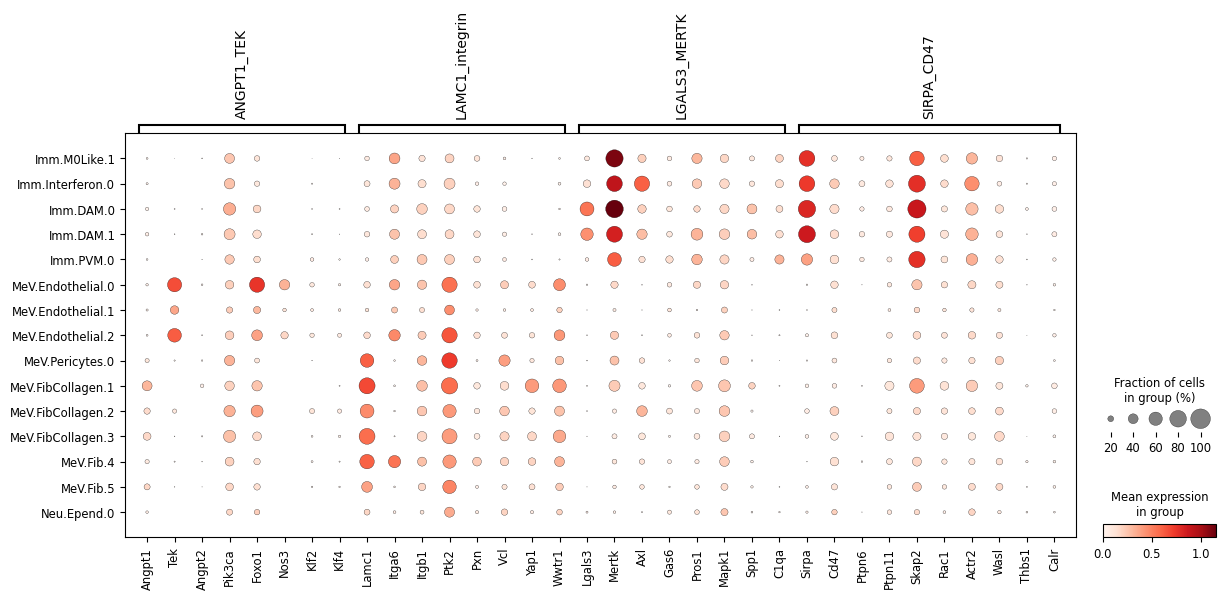 ANGPT1_TEK
LAMC1_integrin
LGALS3_MERTK
SIRPA_CD47
Imm.M0Like.1
Imm.Interferon.0
Imm.DAM.0
Imm.DAM.1
Imm.PVM.0
MeV.Endothelial.0
MeV.Endothelial.1
MeV.Endothelial.2
MeV.Pericytes.0
MeV.FibCollagen.1
MeV.FibCollagen.2
MeV.FibCollagen.3
MeV.Fib.4
MeV.Fib.5
Neu.Epend.0
Angpt1
Tek
Angpt2
Pik3ca
Foxo1
Nos3
Klf2
Klf4
Lamc1
Itga6
Itgb1
Ptk2
Pxn
Vcl
Yap1
Wwtr1
Lgals3
Mertk
Axl
Gas6
Pros1
Mapk1
Spp1
C1qa
Sirpa
Cd47
Ptpn6
Ptpn11
Skap2
Rac1
Actr2
Wasl
Thbs1
Calr
Fraction of cells
in group (%)
20 40 60 80 100
Mean expression
in group
0.0 0.5 1.0